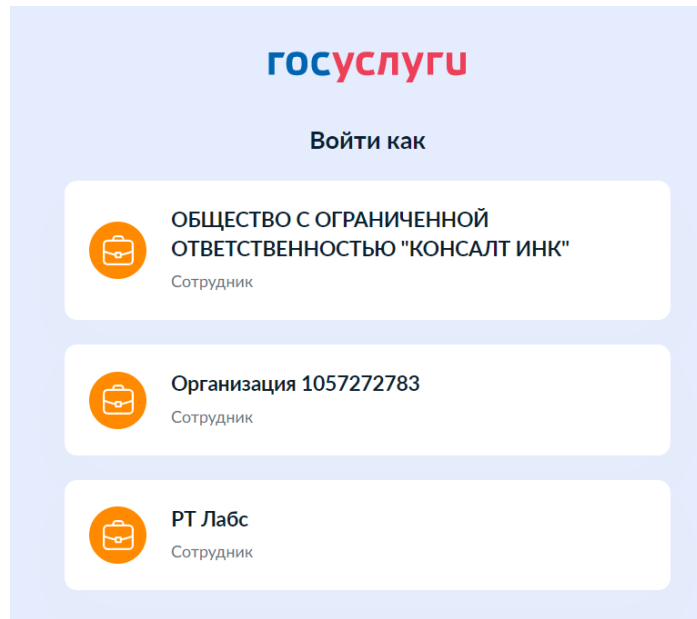 госуслуги
Войти как
ОБЩЕСТВО С ОГРАНИЧЕННОЙ
ОТВЕТСТВЕННОСТЬЮ "КОНСАЛТ ИНК"
Сотрудник
Организация 1057272783
Сотрудник
РТ Лабс
Сотрудник